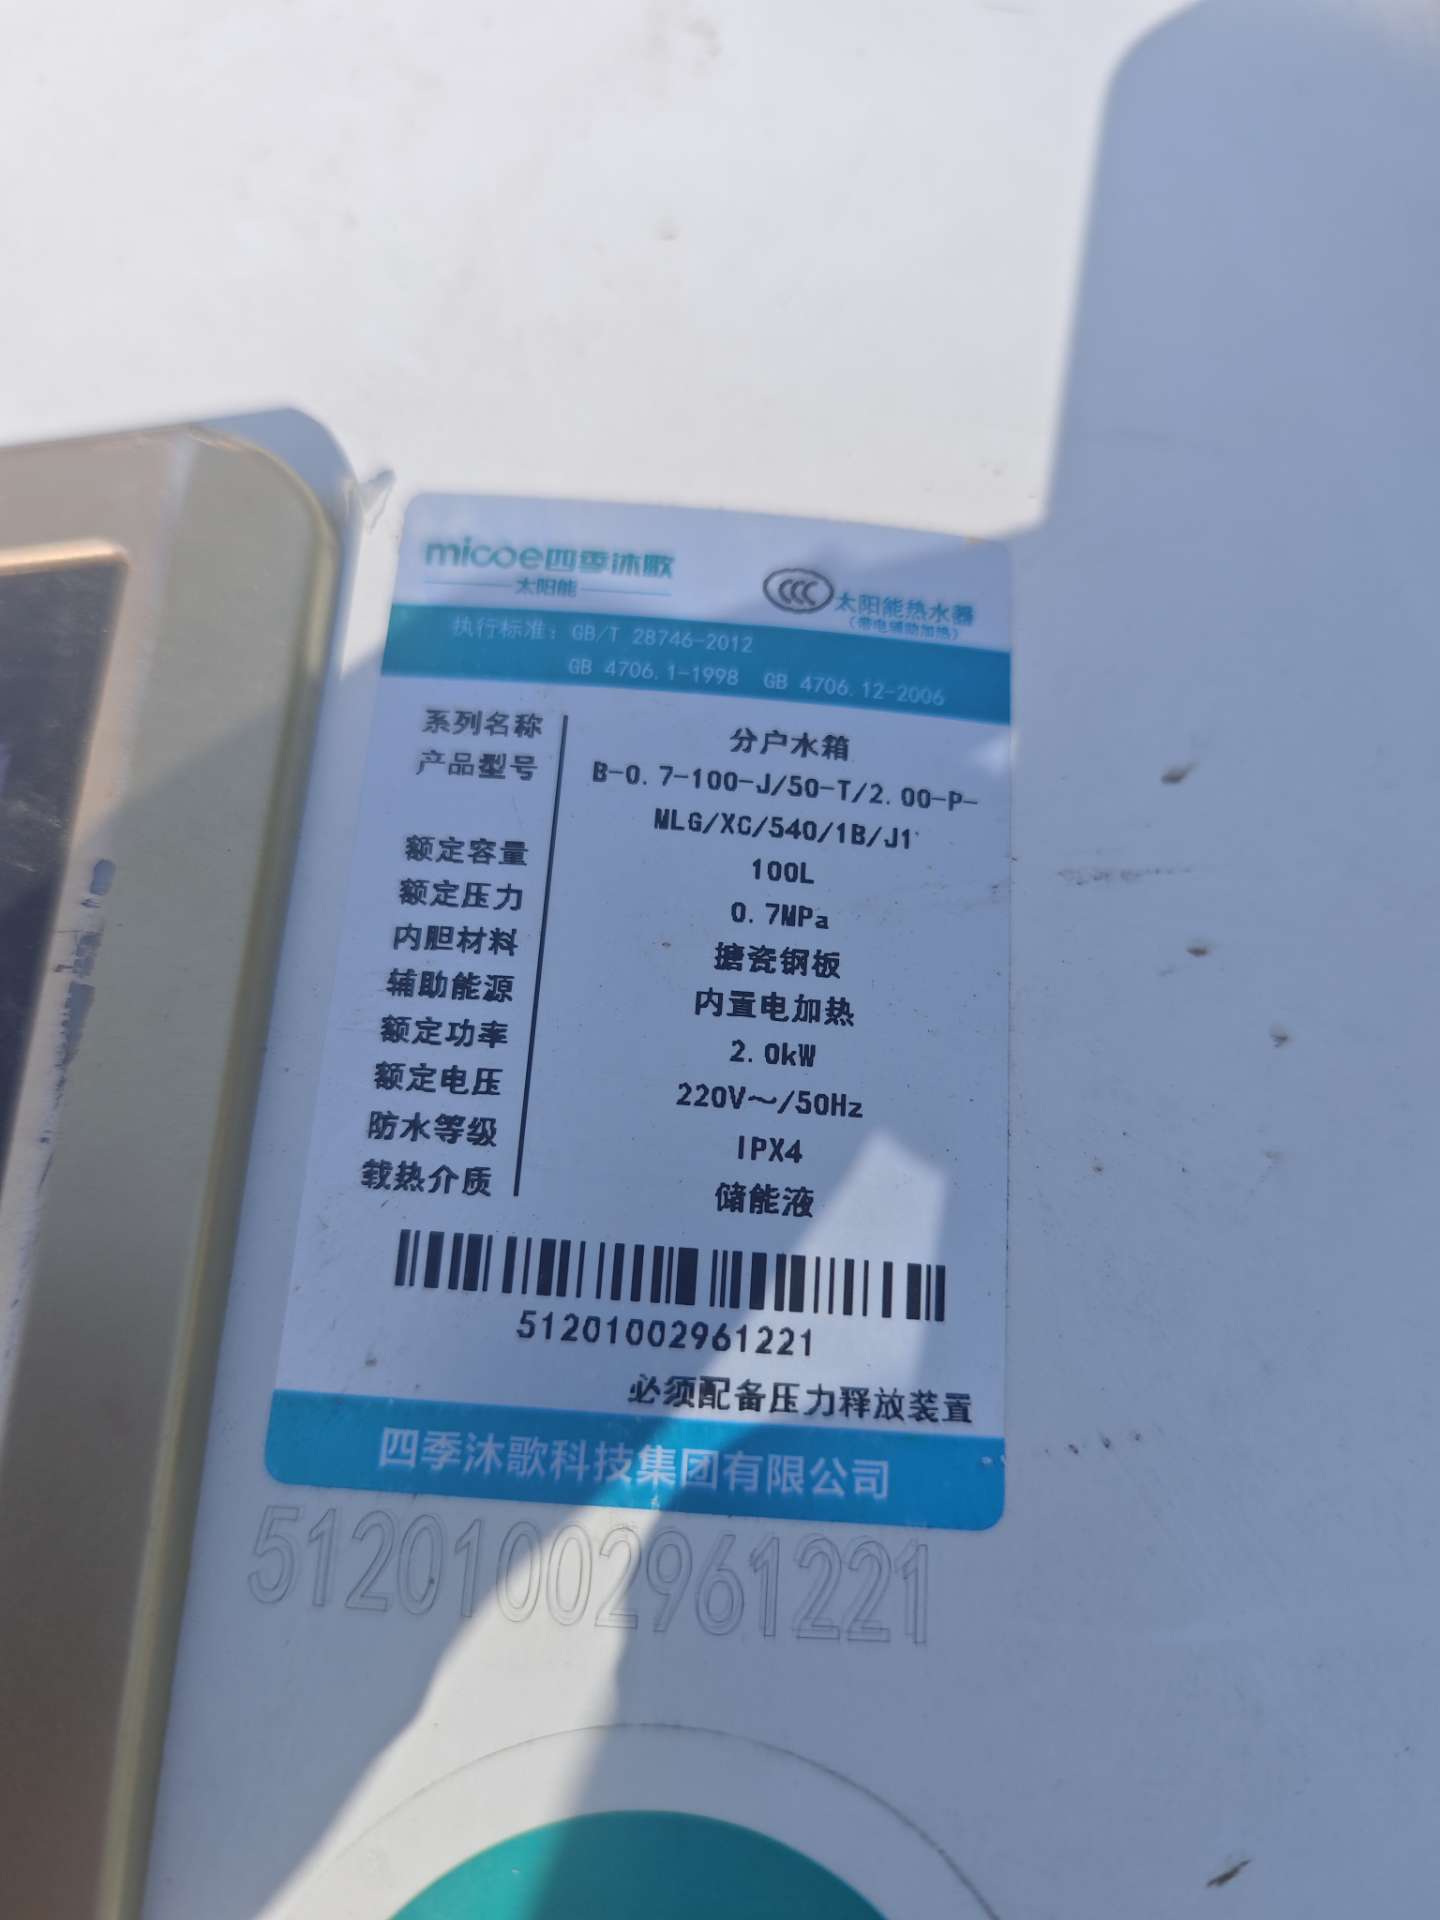 micoe四季沐歌
太阳能
CCC 太阳能热水器
(带电辅助加热)
执行标准：GB/T 28746-2012
GB 4706.1-1998 GB 4706.12-2006
系列名称 分户水箱
产品型号 B-0.7-100-J/50-T/2.00-P-
MLG/XC/540/1B/J1
额定容量 100L
额定压力 0.7MPa
内胆材料 搪瓷钢板
辅助能源 内置电加热
额定功率 2.0kW
额定电压 220V～/50Hz
防水等级 IPX4
载热介质 储能液
51201002961221
必须配备压力释放装置
四季沐歌科技集团有限公司
51201002961221